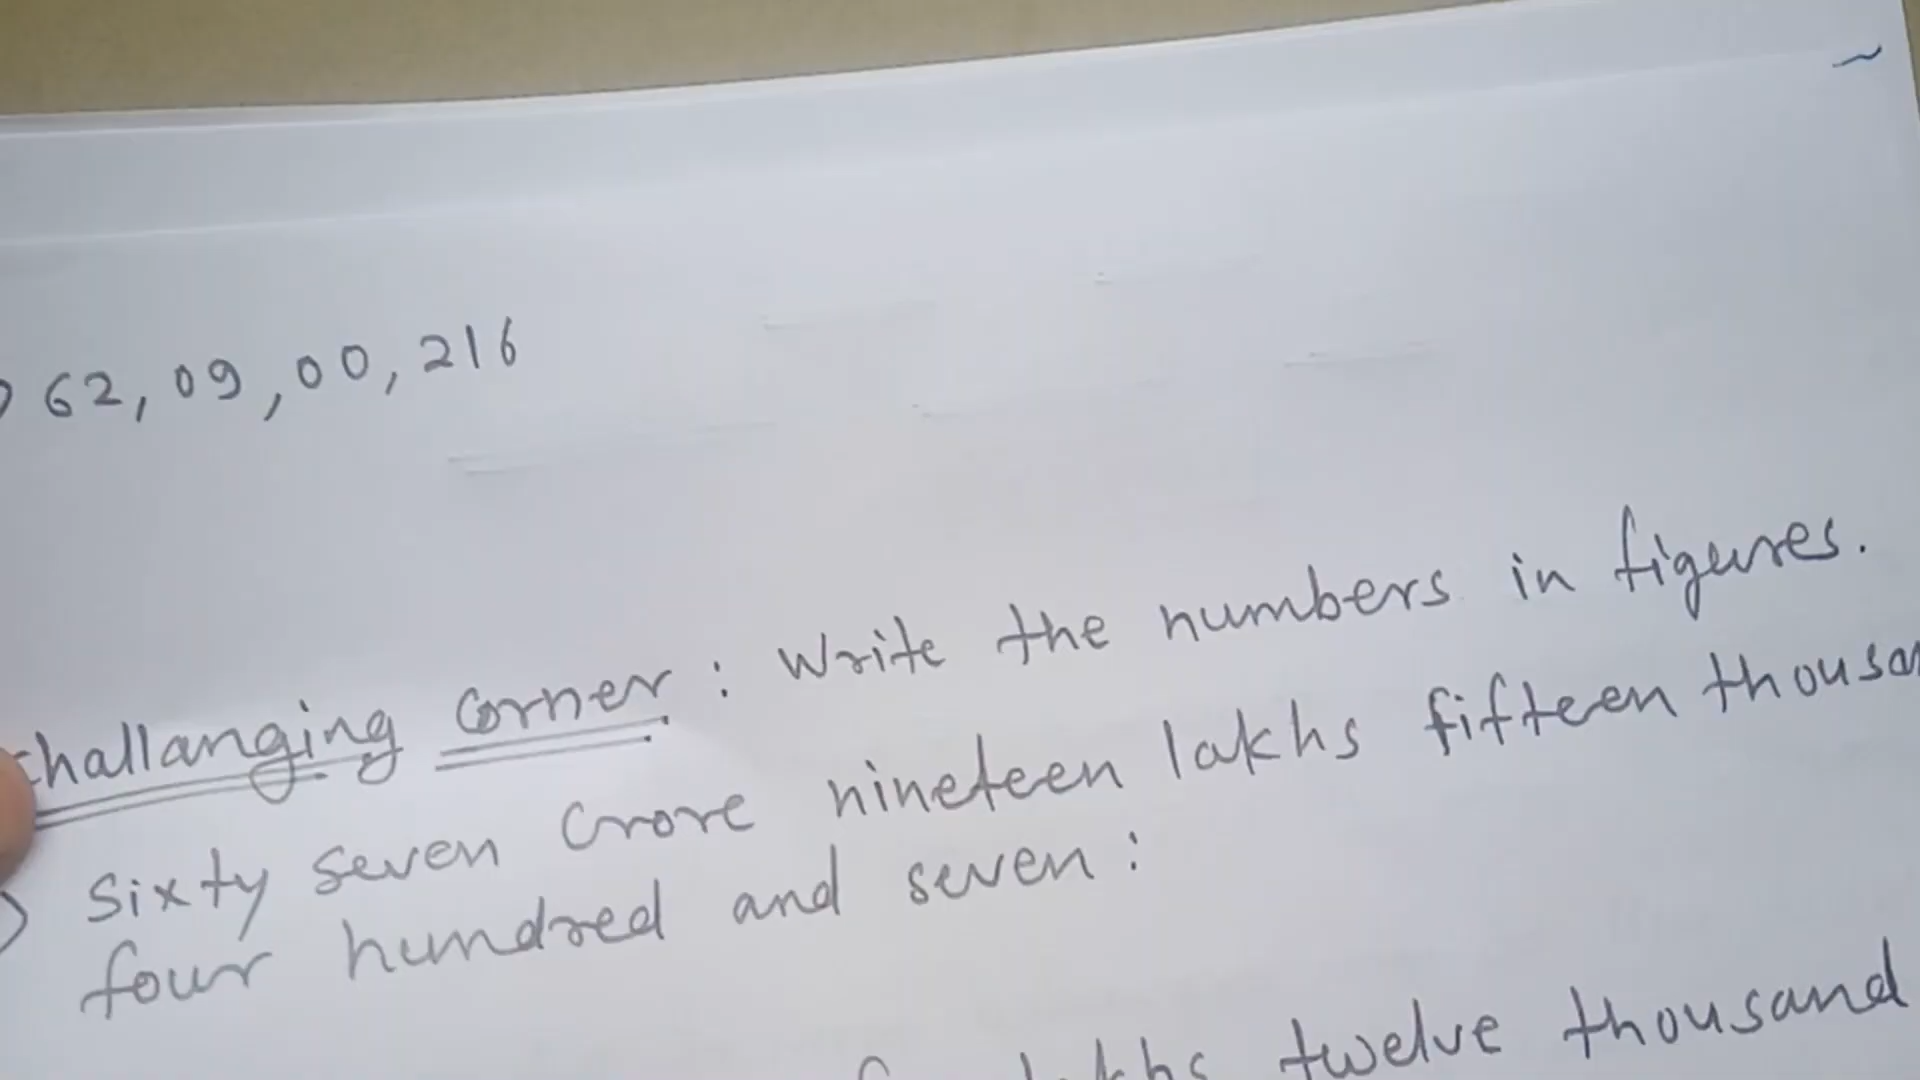 62,09,00,216
challanging corner: Write the numbers in figures.
Sixty seven crore nineteen lakhs fifteen thousa
four hundred and seven:
lakhs twelve thousand